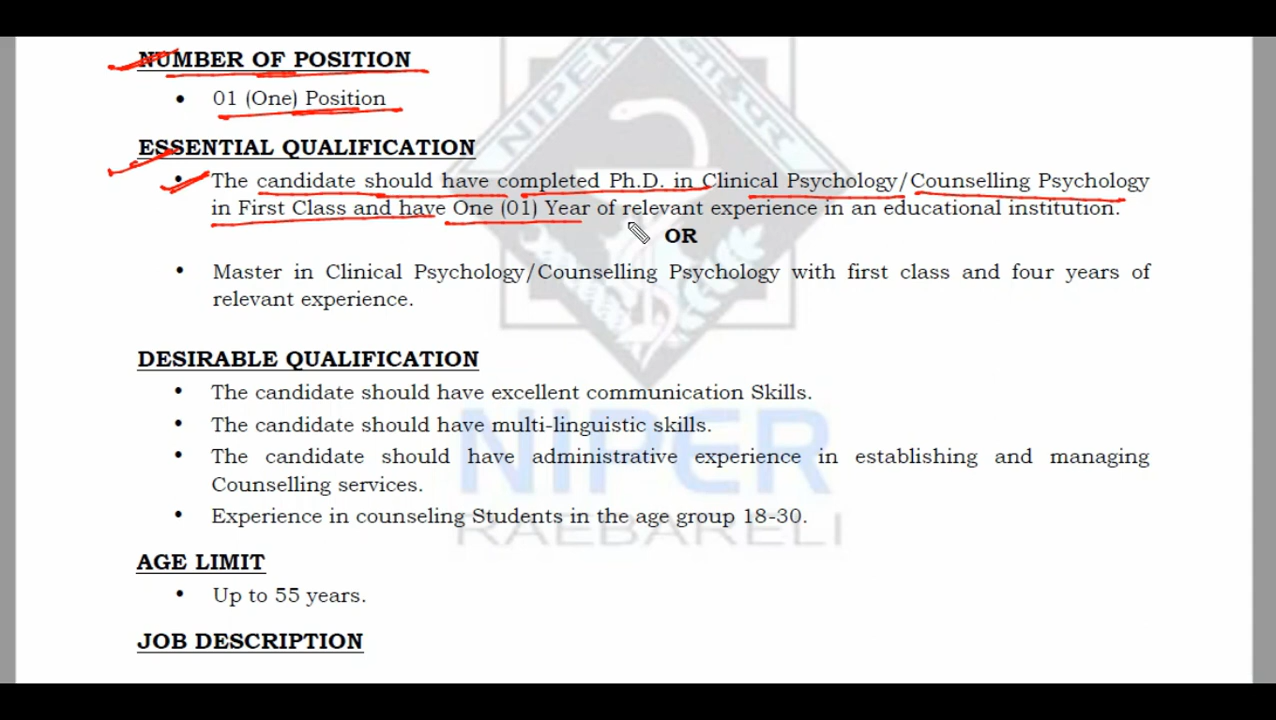 NUMBER OF POSITION
• 01 (One) Position
ESSENTIAL QUALIFICATION
• The candidate should have completed Ph.D. in Clinical Psychology/Counselling Psychology
in First Class and have One (01) Year of relevant experience in an educational institution.
OR
• Master in Clinical Psychology/Counselling Psychology with first class and four years of
relevant experience.
DESIRABLE QUALIFICATION
• The candidate should have excellent communication Skills.
• The candidate should have multi-linguistic skills.
• The candidate should have administrative experience in establishing and managing
Counselling services.
• Experience in counseling Students in the age group 18-30.
AGE LIMIT
• Up to 55 years.
JOB DESCRIPTION
NIPER
NIPER
RAEBARELI